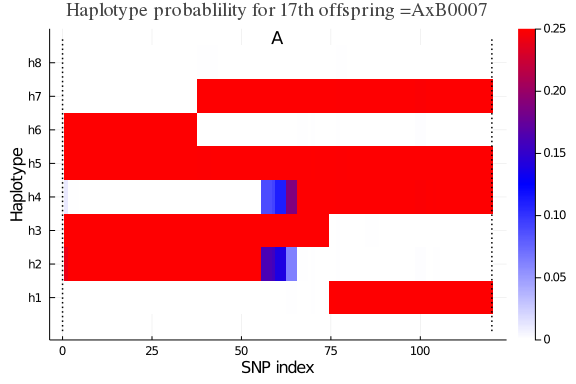 Haplotype probablility for 17th offspring =AxB0007
A
Haplotype
h8
h7
h6
h5
h4
h3
h2
h1
0 25 50 75 100
SNP index
0.25
0.20
0.15
0.10
0.05
0